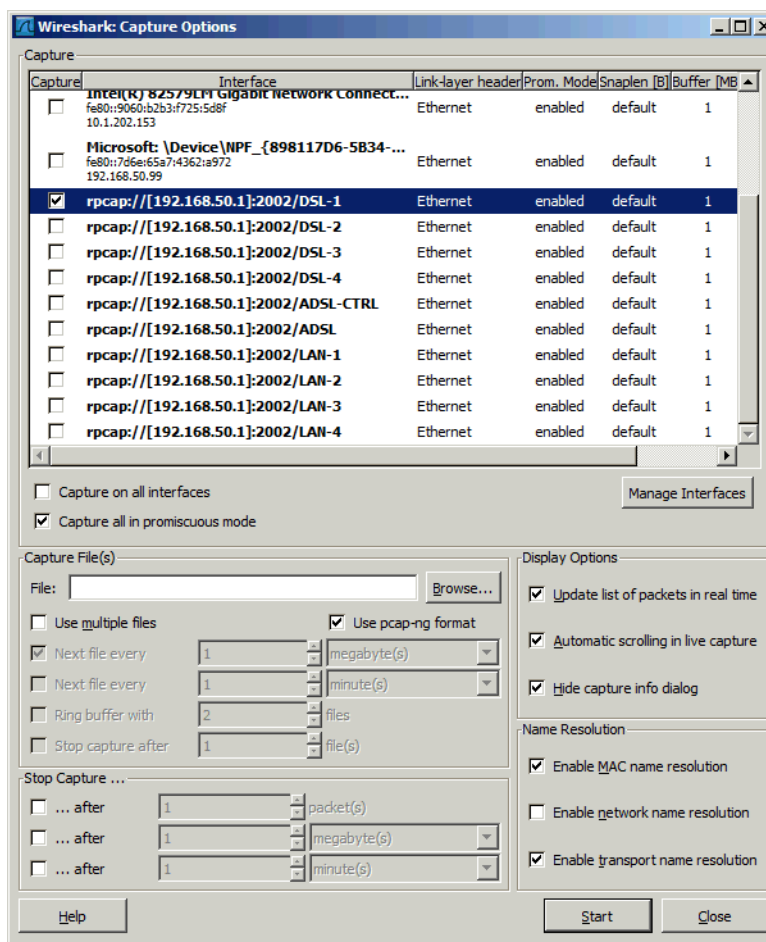 Wireshark: Capture Options
Capture
Capture Interface Link-layer header Prom. Mode Snaplen [B] Buffer [MB
Intel(R) 82579LM Gigabit Network Connect...
fe80::9060:b2b3:f725:5d8f Ethernet enabled default 1
10.1.202.153
Microsoft: \Device\NPF_{898117D6-5B34-...
fe80::7d6e:65a7:4362:a972 Ethernet enabled default 1
192.168.50.99
rpcap://[192.168.50.1]:2002/DSL-1 Ethernet enabled default 1
rpcap://[192.168.50.1]:2002/DSL-2 Ethernet enabled default 1
rpcap://[192.168.50.1]:2002/DSL-3 Ethernet enabled default 1
rpcap://[192.168.50.1]:2002/DSL-4 Ethernet enabled default 1
rpcap://[192.168.50.1]:2002/ADSL-CTRL Ethernet enabled default 1
rpcap://[192.168.50.1]:2002/ADSL Ethernet enabled default 1
rpcap://[192.168.50.1]:2002/LAN-1 Ethernet enabled default 1
rpcap://[192.168.50.1]:2002/LAN-2 Ethernet enabled default 1
rpcap://[192.168.50.1]:2002/LAN-3 Ethernet enabled default 1
rpcap://[192.168.50.1]:2002/LAN-4 Ethernet enabled default 1
Capture on all interfaces
Manage Interfaces
Capture all in promiscuous mode
Capture File(s)
File: Browse...
Use multiple files Use pcap-ng format
Next file every 1 megabyte(s)
Next file every 1 minute(s)
Ring buffer with 2 files
Stop capture after 1 file(s)
Stop Capture ...
... after 1 packet(s)
... after 1 megabyte(s)
... after 1 minute(s)
Display Options
Update list of packets in real time
Automatic scrolling in live capture
Hide capture info dialog
Name Resolution
Enable MAC name resolution
Enable network name resolution
Enable transport name resolution
Help Start Close